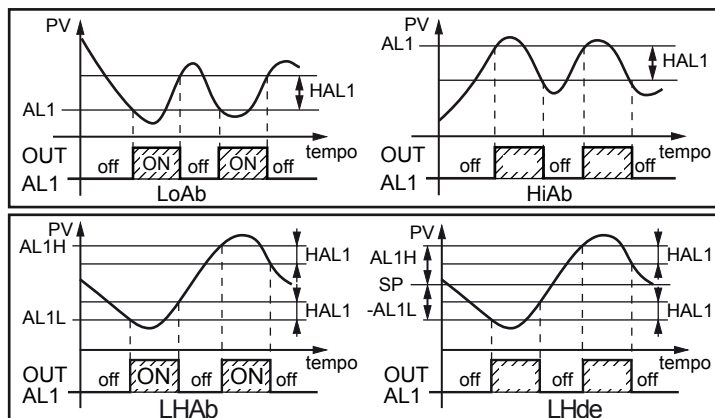 PV
AL1
HAL1
OUT
AL1
off ON off ON off
tempo
LoAb
PV
AL1
HAL1
OUT
AL1
off off off
tempo
HiAb
PV
AL1H
HAL1
HAL1
AL1L
OUT
AL1
off ON off ON off
tempo
LHAb
PV
AL1H
SP
-AL1L
HAL1
HAL1
OUT
AL1
off off off
tempo
LHde